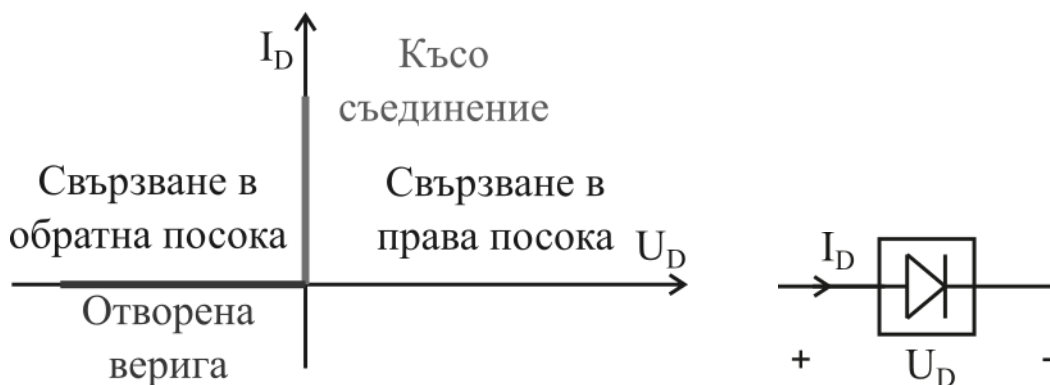 I_D
Късо
съединение
Свързване в
обратна посока
Свързване в
права посока
U_D
Отворена
верига
I_D
+
U_D
-